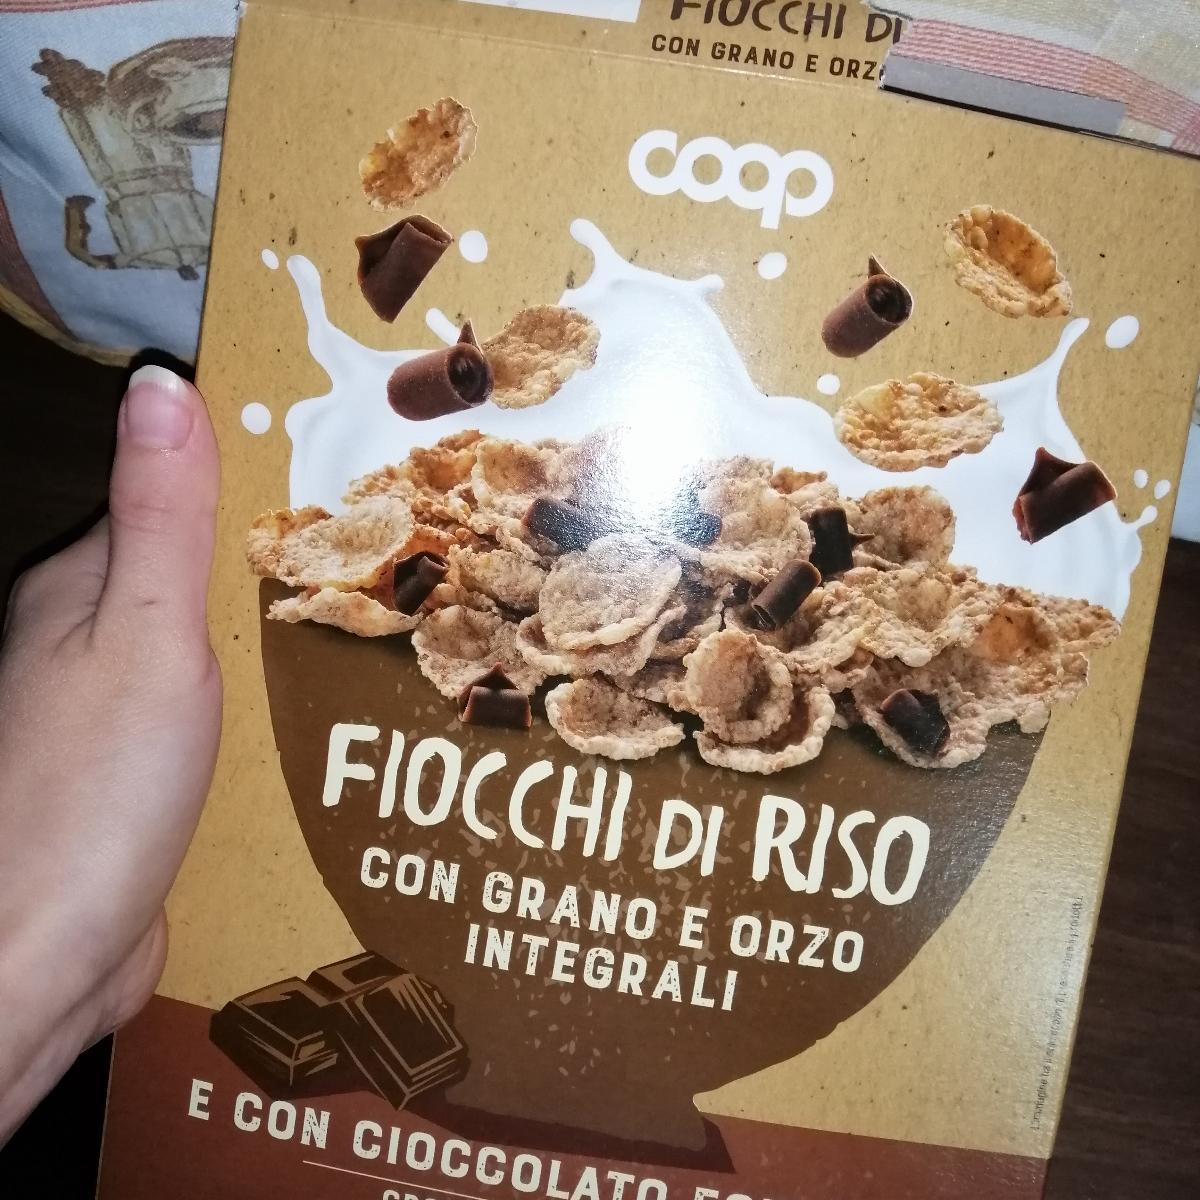 FIOCCHI DI
CON GRANO E ORZO
coop
FIOCCHI DI RISO
CON GRANO E ORZO
INTEGRALI
E CON CIOCCOLATO